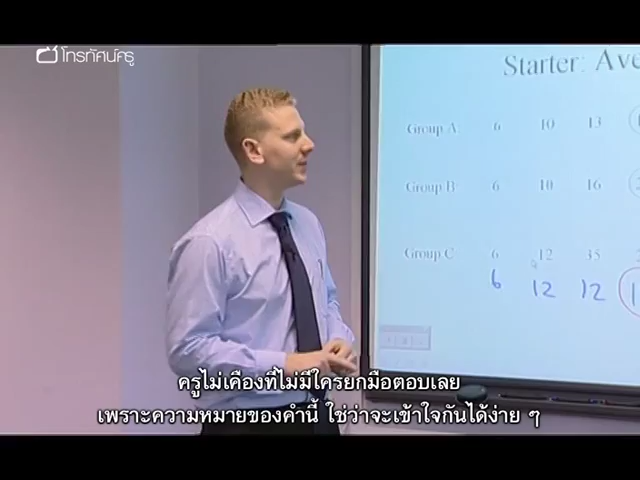 โทรทัศน์ครู
Starter: Ave
Group A 6 10 13
Group B 6 10 16
Group C 6 12 35
6 12 12
ครูไม่เคืองที่ไม่มีใครยกมือตอบเลย
เพราะความหมายของคำนี้ ใช่ว่าจะเข้าใจกันได้ง่าย ๆ